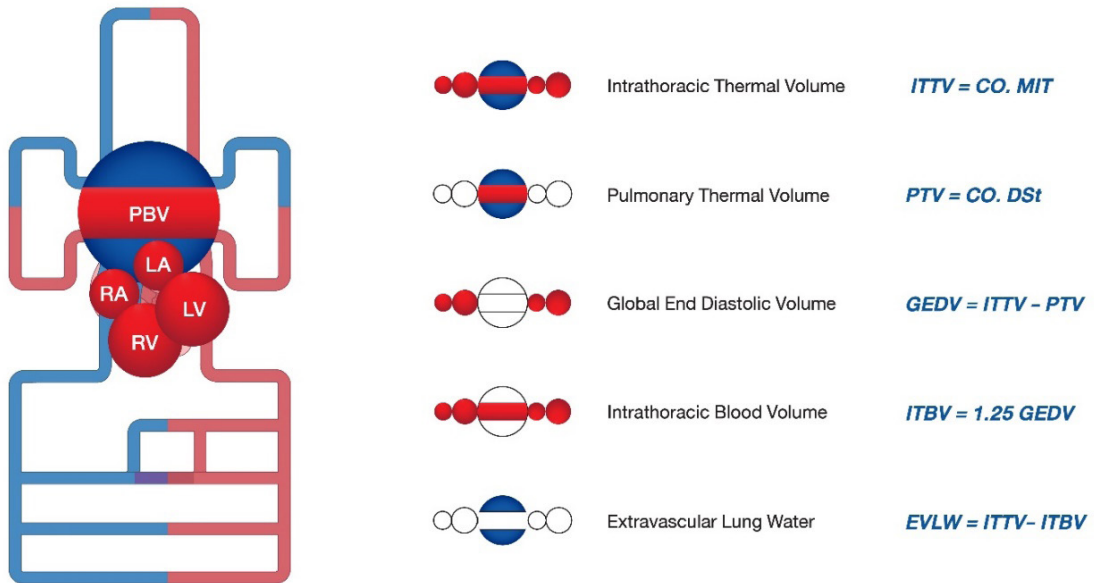 PBV
LA
RA
LV
RV
Intrathoracic Thermal Volume ITTV = CO. MIT
Pulmonary Thermal Volume PTV = CO. DSt
Global End Diastolic Volume GEDV = ITTV – PTV
Intrathoracic Blood Volume ITBV = 1.25 GEDV
Extravascular Lung Water EVLW = ITTV– ITBV